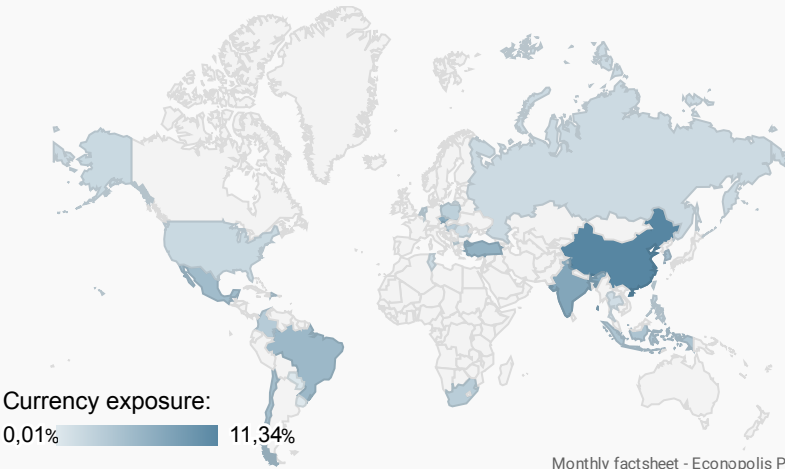 Currency exposure:
0,01% 11,34%
Monthly factsheet - Econopolis P